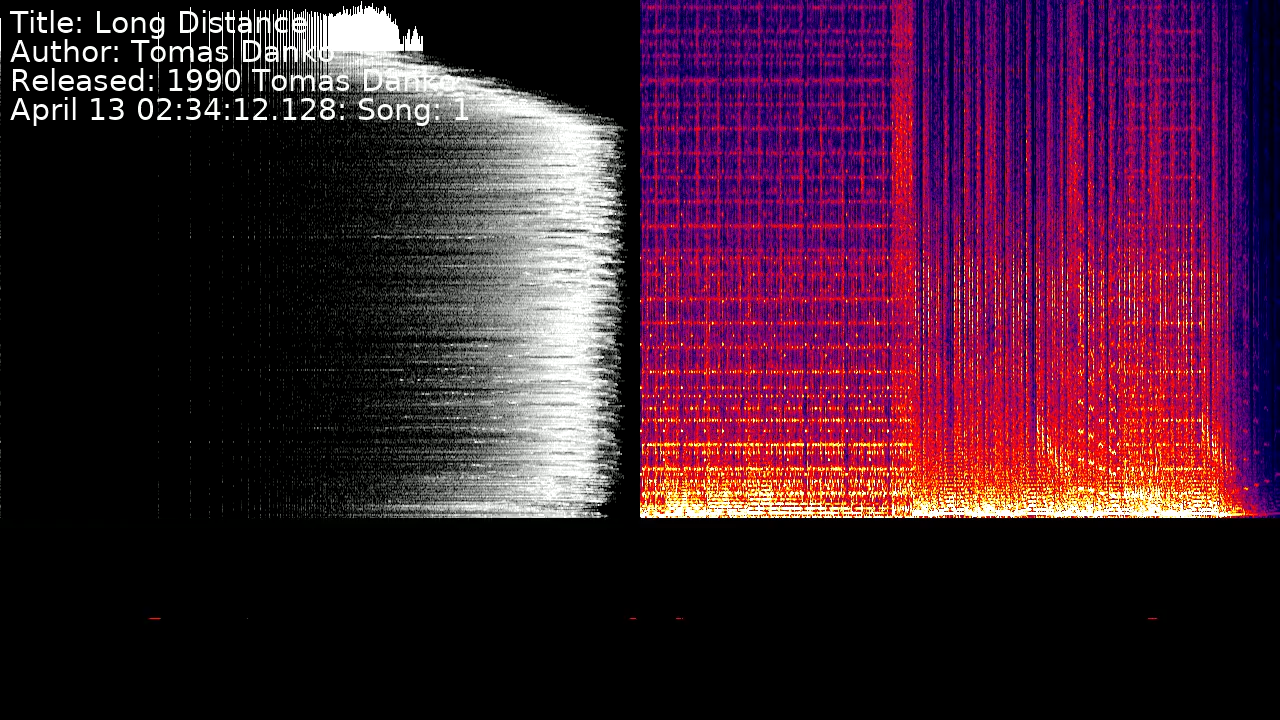 Title: Long Distance
Author: Tomas Danko
Released: 1990 Tomas Danko
April 13 02:34:12.128: Song: 1